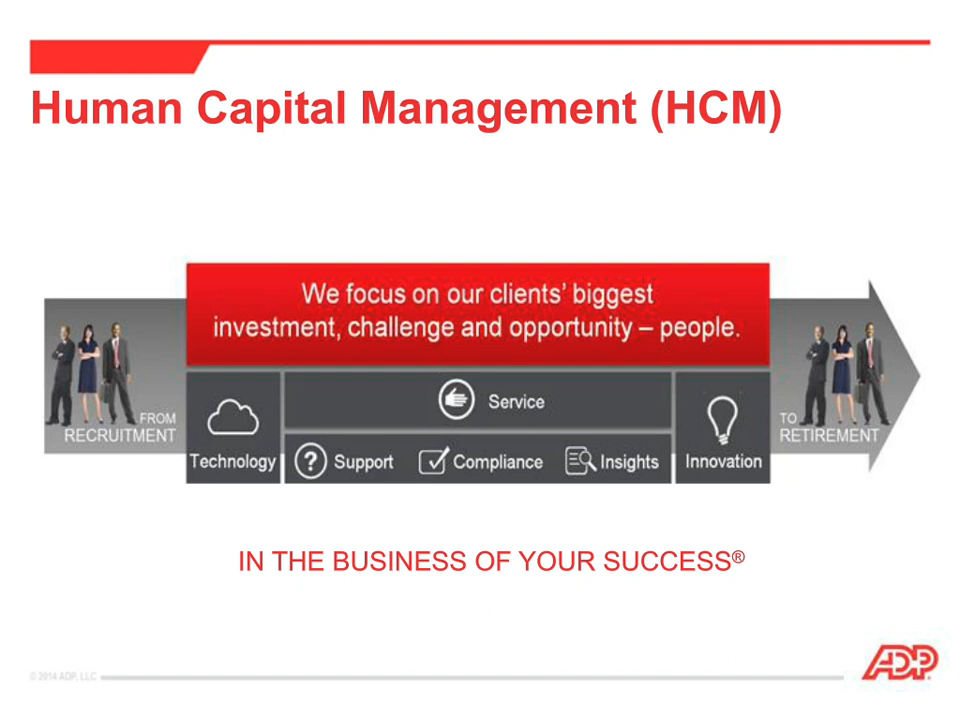 Human Capital Management (HCM)
We focus on our clients' biggest
investment, challenge and opportunity – people.
FROM
RECRUITMENT
Technology
Service
Support
Compliance
Insights
Innovation
TO
RETIREMENT
IN THE BUSINESS OF YOUR SUCCESS®
© 2014 ADP, LLC
ADP